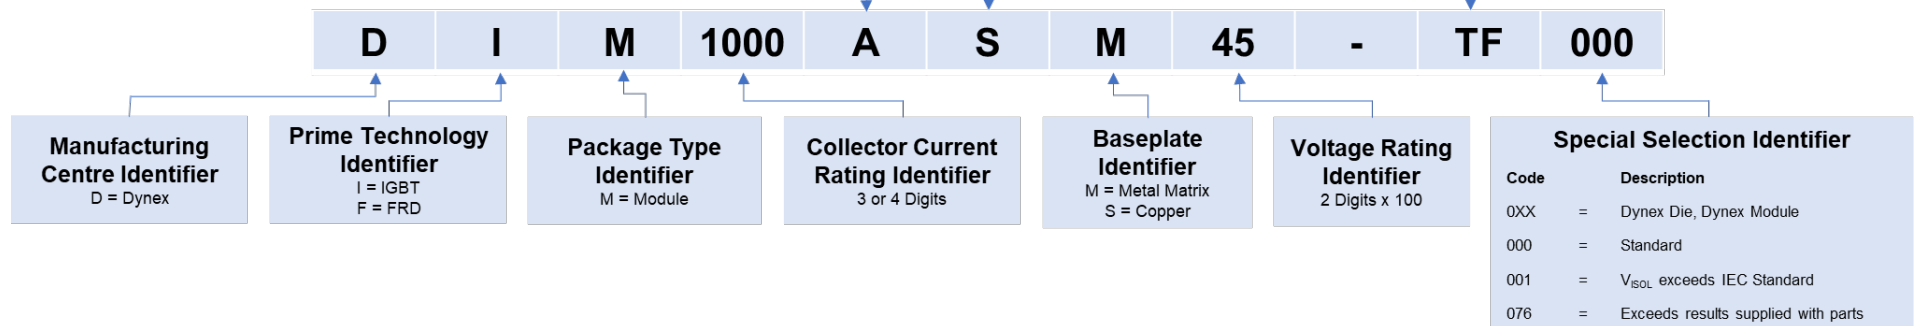 D I M 1000 A S M 45 - TF 000
Manufacturing
Centre Identifier
D = Dynex
Prime Technology
Identifier
I = IGBT
F = FRD
Package Type
Identifier
M = Module
Collector Current
Rating Identifier
3 or 4 Digits
Baseplate
Identifier
M = Metal Matrix
S = Copper
Voltage Rating
Identifier
2 Digits x 100
Special Selection Identifier
Code Description
0XX = Dynex Die, Dynex Module
000 = Standard
001 = VISOL exceeds IEC Standard
076 = Exceeds results supplied with parts